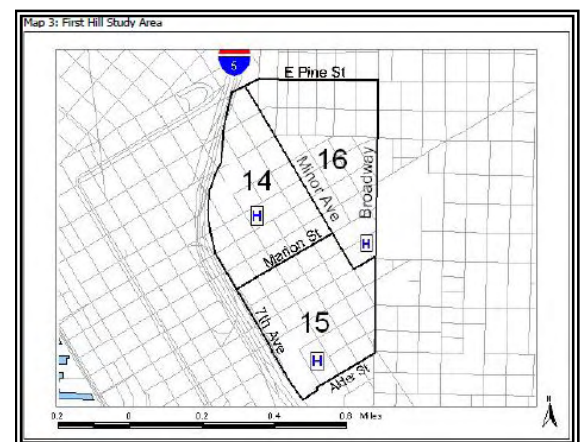 Map 3: First Hill Study Area
5
E Pine St
16
14
Minor Ave
Broadway
H
H
Marion St
15
7th Ave
H
Alder St
0.2 0 0.2 0.4 0.6 Miles